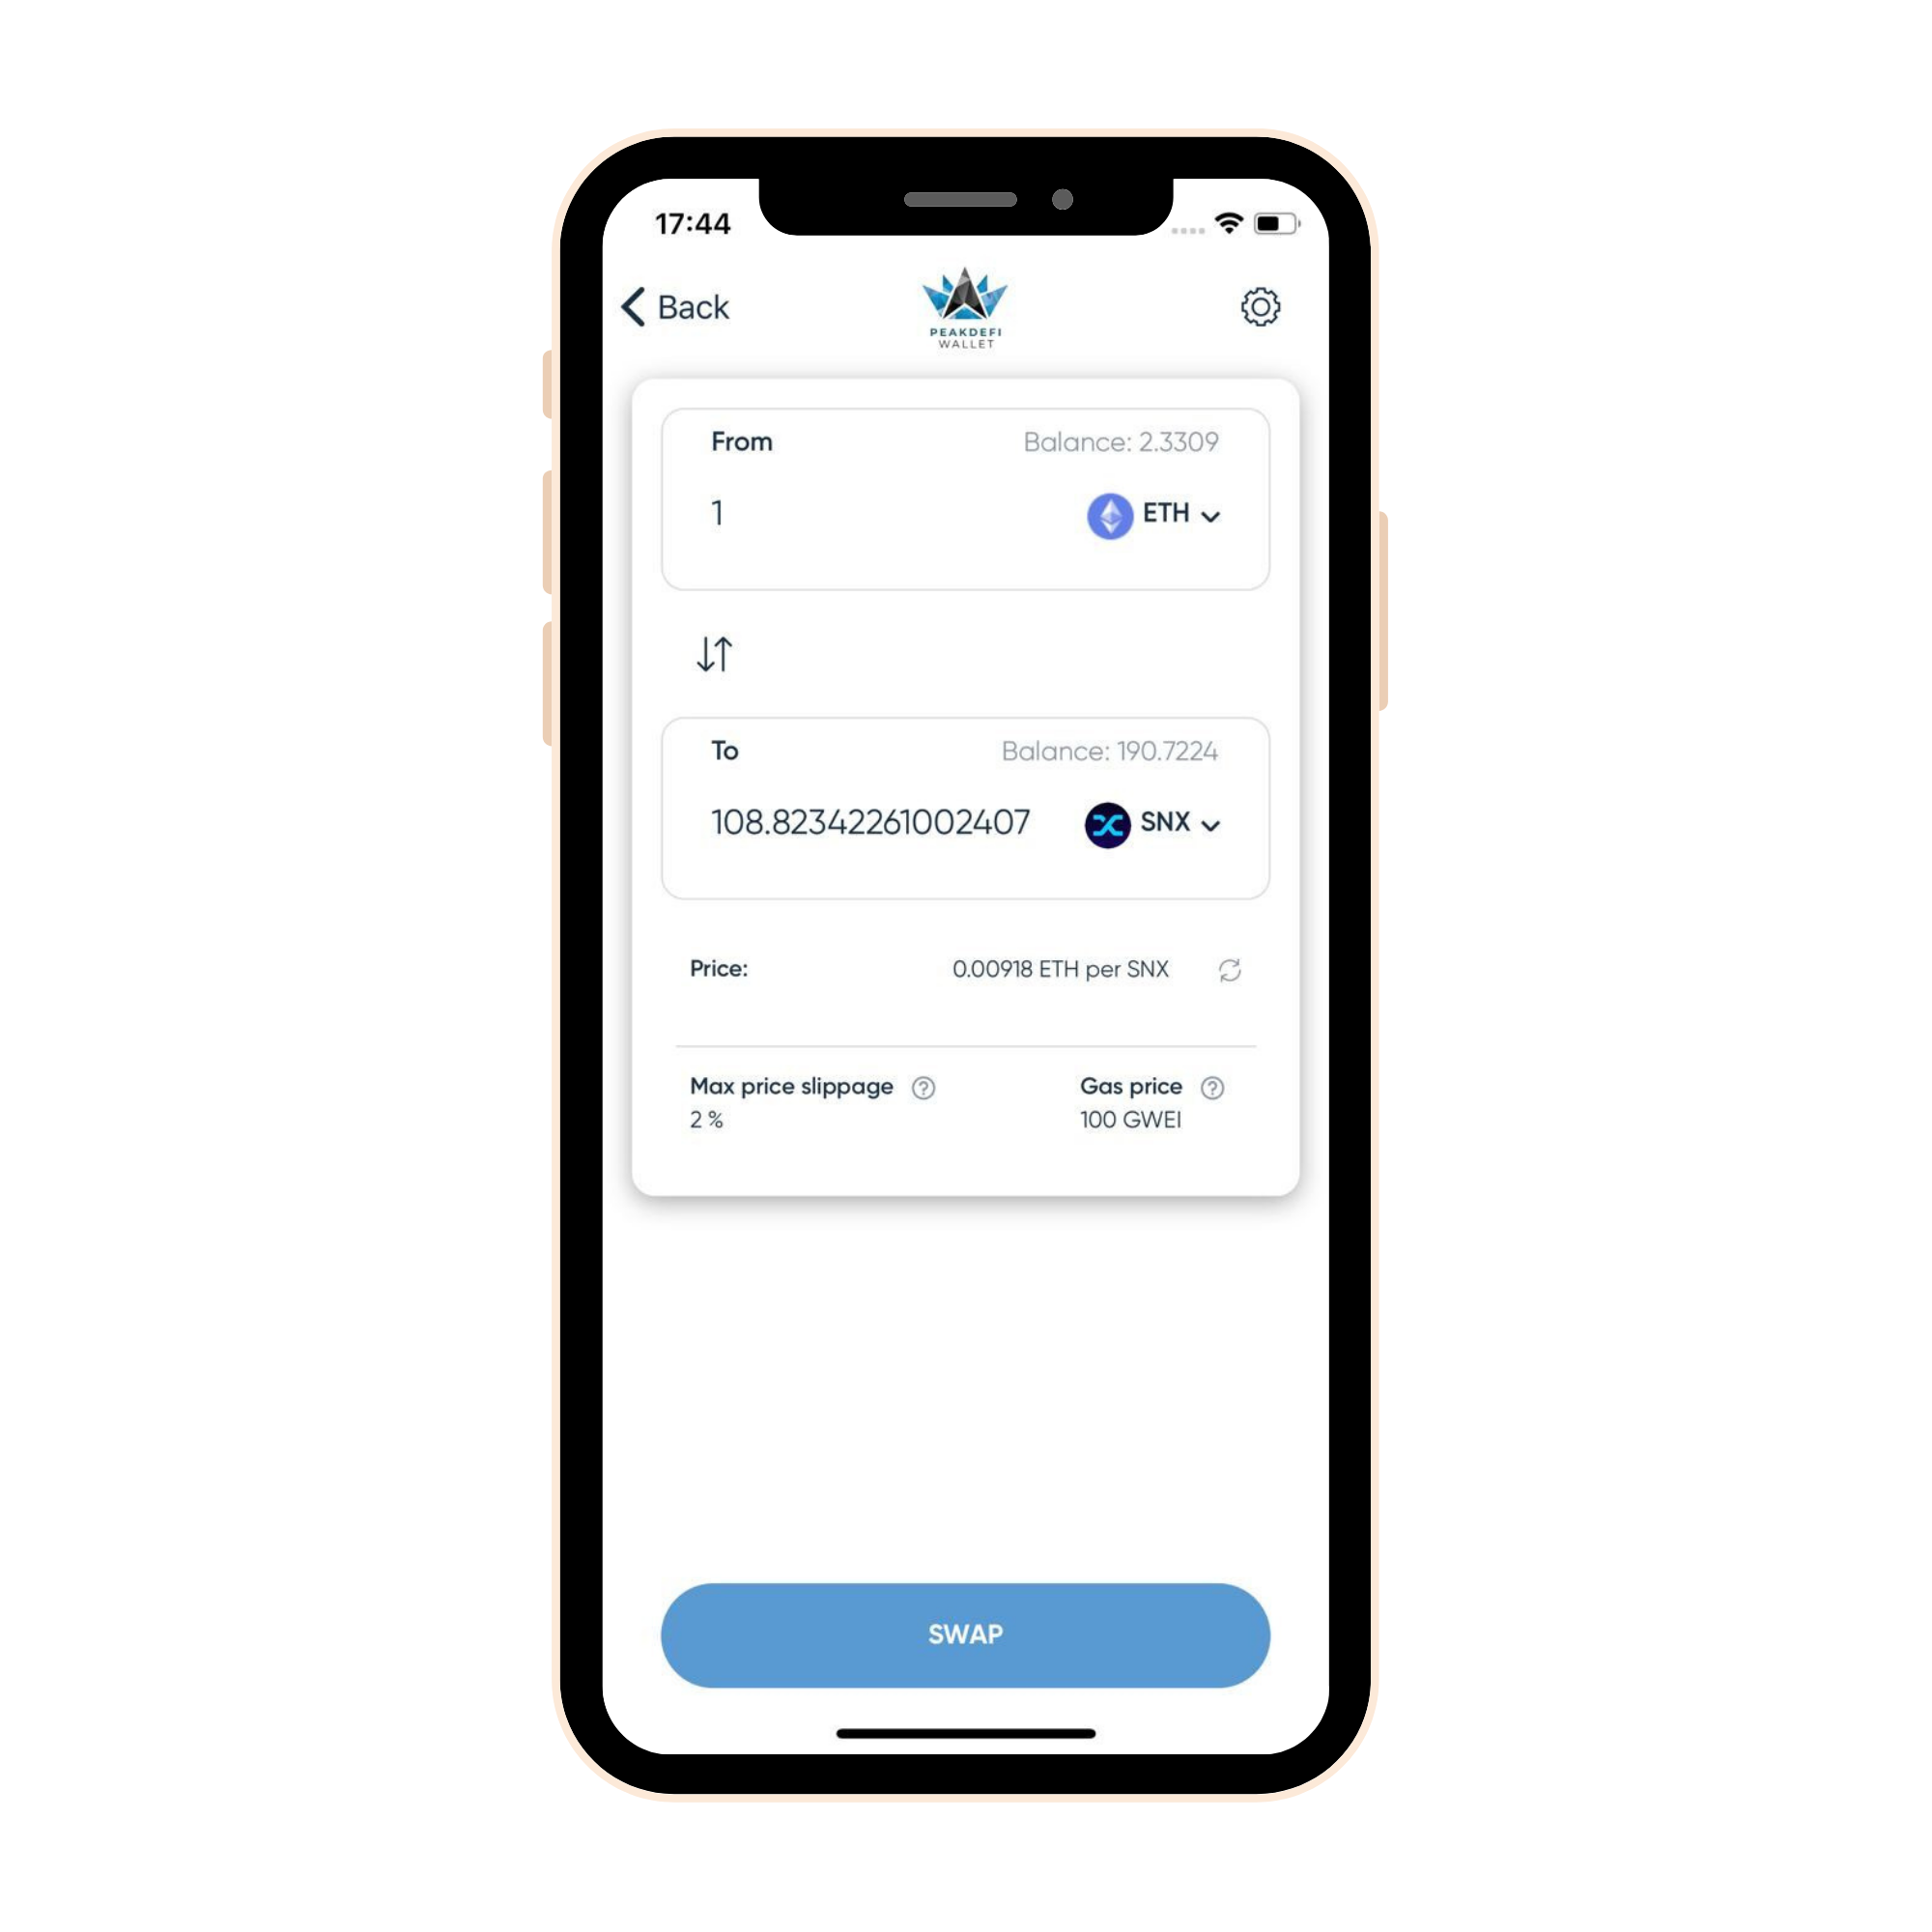 17:44
Back
PEAKDEFI
WALLET
From
Balance: 2.3309
1
ETH
To
Balance: 190.7224
108.82342261002407
SNX
Price:
0.00918 ETH per SNX
Max price slippage
Gas price
2 %
100 GWEI
SWAP